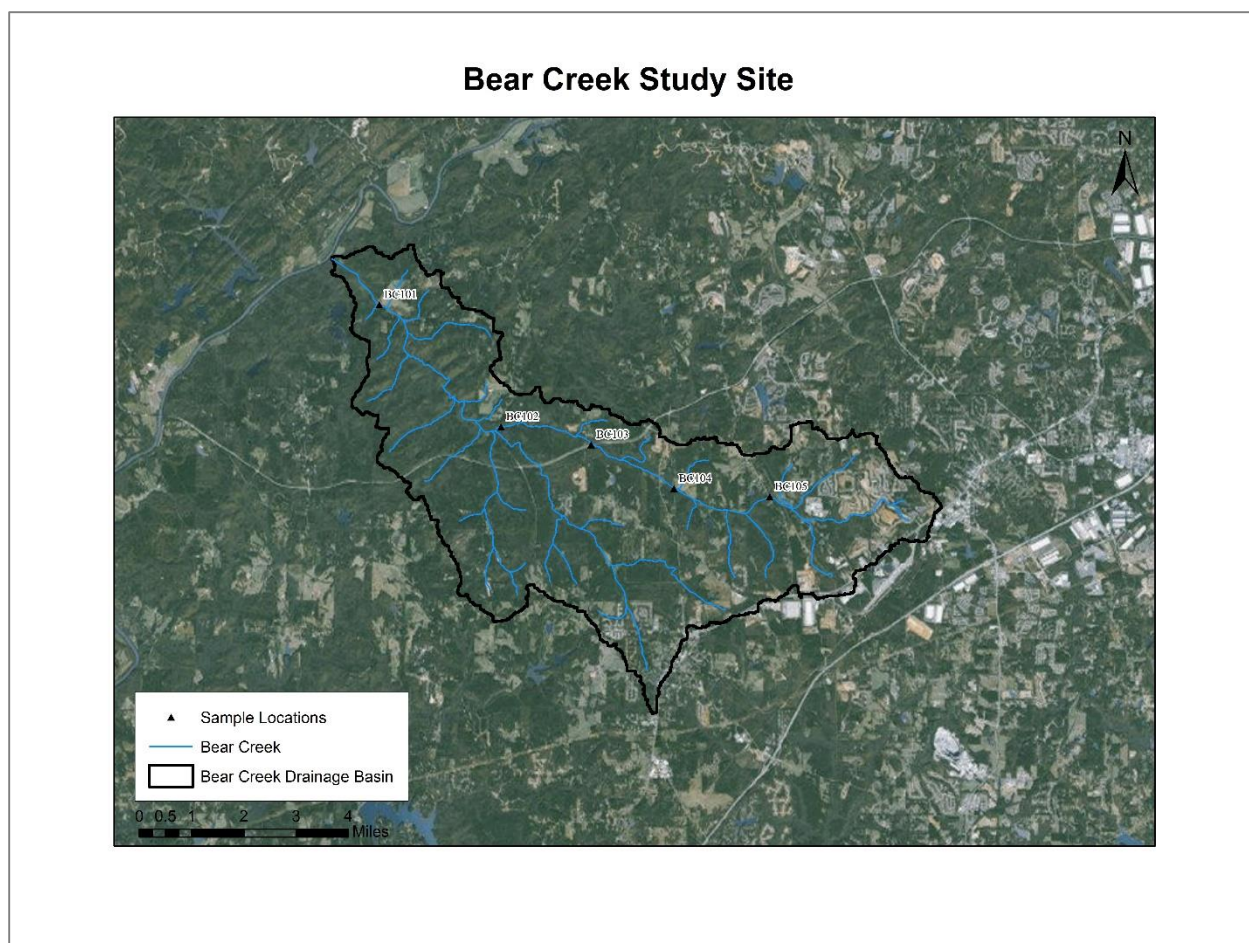 Bear Creek Study Site
N
BC101
BC102
BC103
BC104
BC105
Sample Locations
Bear Creek
Bear Creek Drainage Basin
0 0.5 1 2 3 4
Miles